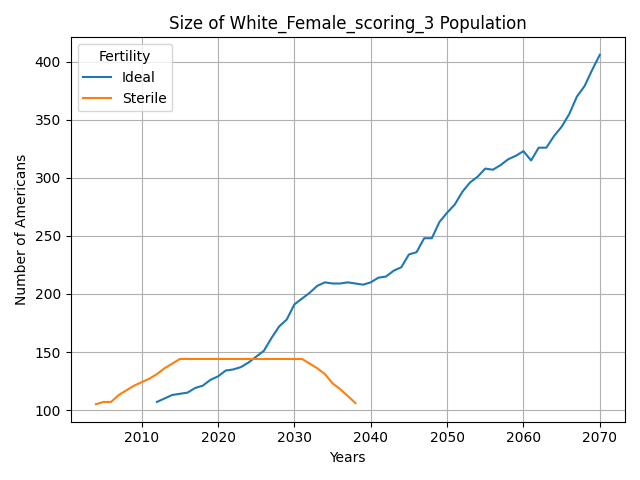 Size of White_Female_scoring_3 Population
Fertility
Ideal
Sterile
Number of Americans
400
350
300
250
200
150
100
2010 2020 2030 2040 2050 2060 2070
Years